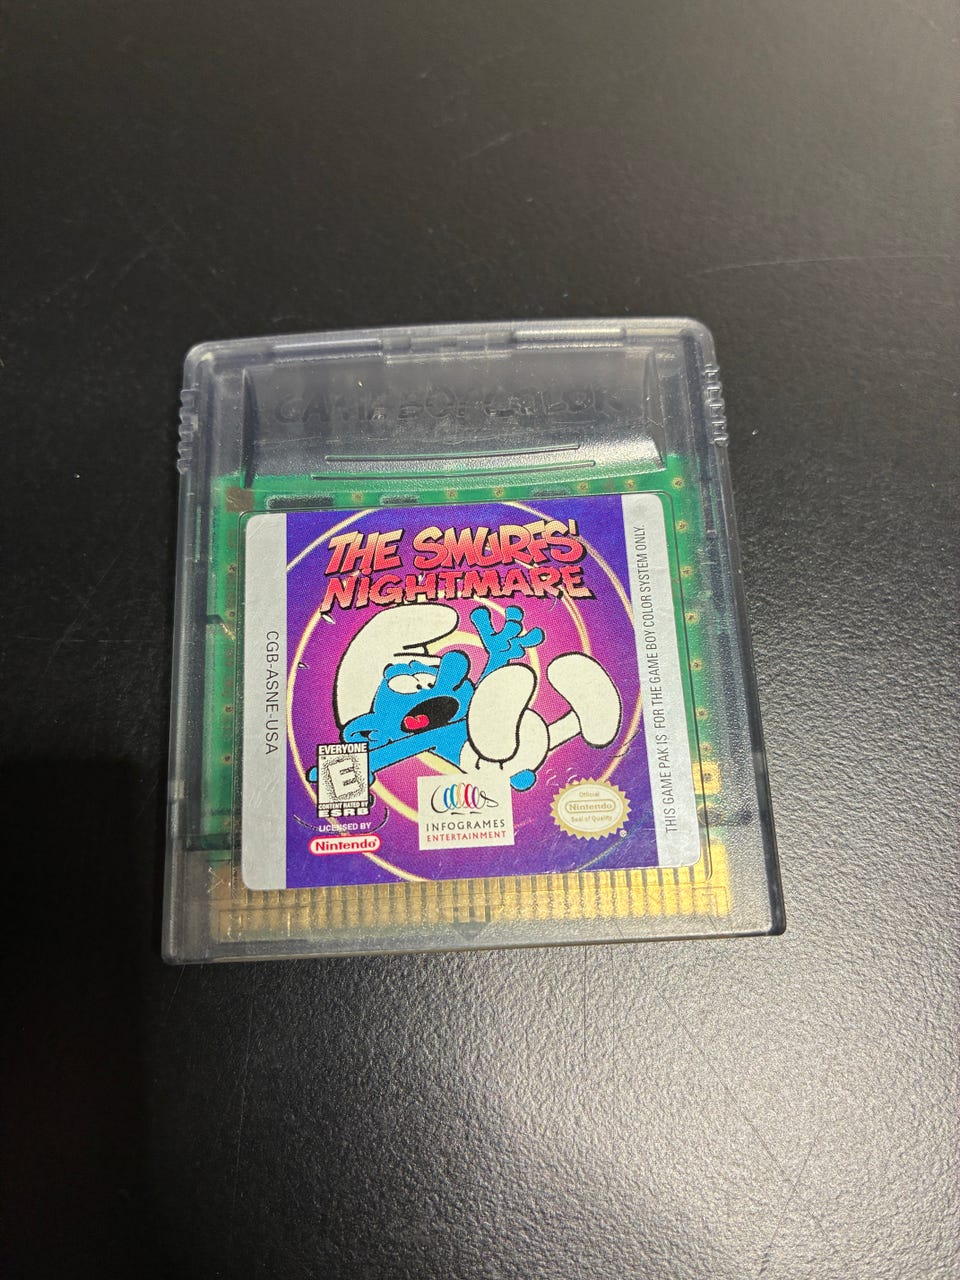 GAME BOY COLOR
THE SMURFS'
NIGHTMARE
CGB-ASNE-USA
THIS GAME PAK IS FOR THE GAME BOY COLOR SYSTEM ONLY.
EVERYONE
E
CONTENT RATED BY
ESRB
LICENSED BY
Nintendo
INFOGRAMES
ENTERTAINMENT
Official
Nintendo
Seal of Quality
®